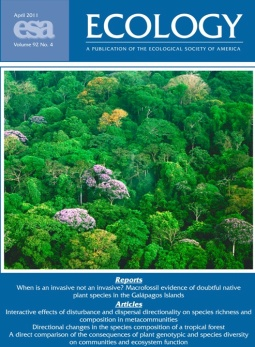 April 2011
esa
Volume 92 No. 4
ECOLOGY
A PUBLICATION OF THE ECOLOGICAL SOCIETY OF AMERICA
Reports
When is an invasive not an invasive? Macrofossil evidence of doubtful native
plant species in the Galápagos Islands
Articles
Interactive effects of disturbance and dispersal directionality on species richness and
composition in metacommunities
Directional changes in the species composition of a tropical forest
A direct comparison of the consequences of plant genotypic and species diversity
on communities and ecosystem function